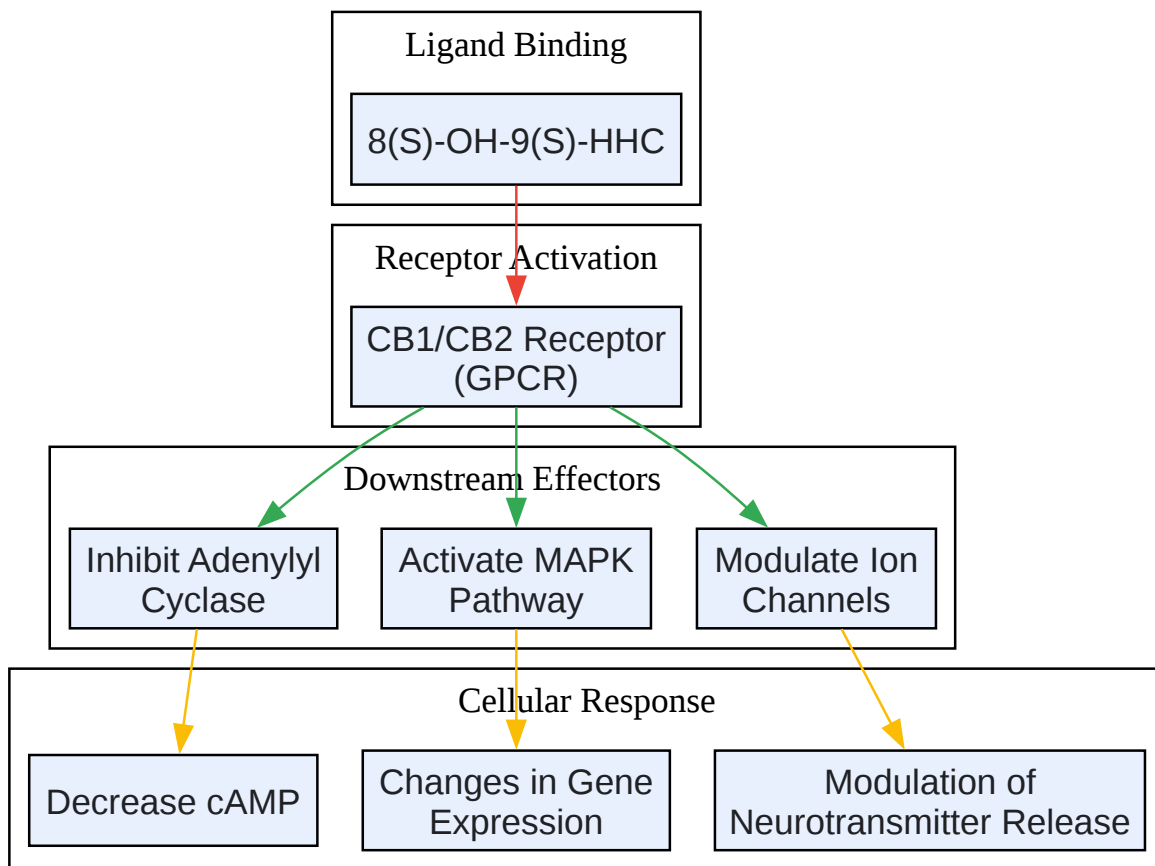 Ligand Binding
8(S)-OH-9(S)-HHC
Receptor Activation
CB1/CB2 Receptor
(GPCR)
Downstream Effectors
Inhibit Adenylyl
Cyclase
Activate MAPK
Pathway
Modulate Ion
Channels
Cellular Response
Decrease cAMP
Changes in Gene
Expression
Modulation of
Neurotransmitter Release